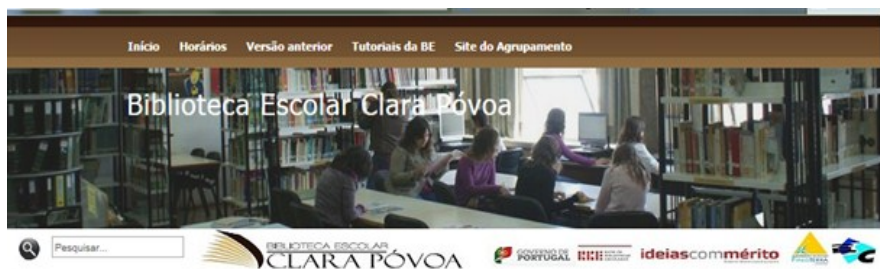 Início Horários Versão anterior Tutoriais da BE Site do Agrupamento
Biblioteca Escolar Clara Póvoa
Pesquisar...
BIBLIOTECA ESCOLAR
CLARA PÓVOA
GOVERNO DE
PORTUGAL
ideiascommérito